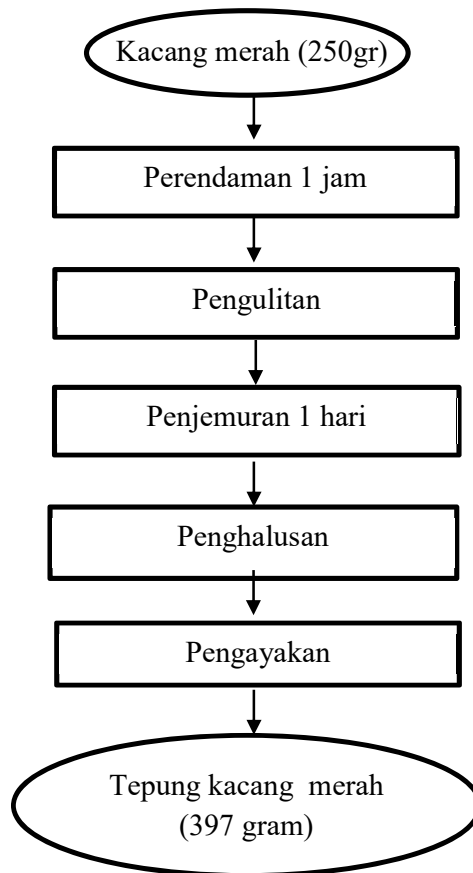 Kacang merah (250gr)
Perendaman 1 jam
Pengulitan
Penjemuran 1 hari
Penghalusan
Pengayakan
Tepung kacang merah
(397 gram)